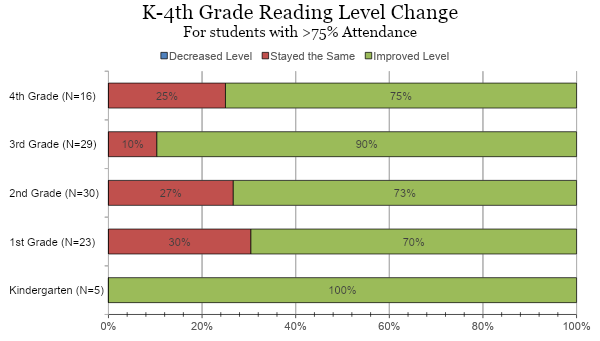 K-4th Grade Reading Level Change
For students with >75% Attendance
Decreased Level Stayed the Same Improved Level
4th Grade (N=16) 25% 75%
3rd Grade (N=29) 10% 90%
2nd Grade (N=30) 27% 73%
1st Grade (N=23) 30% 70%
Kindergarten (N=5) 100%
0% 20% 40% 60% 80% 100%